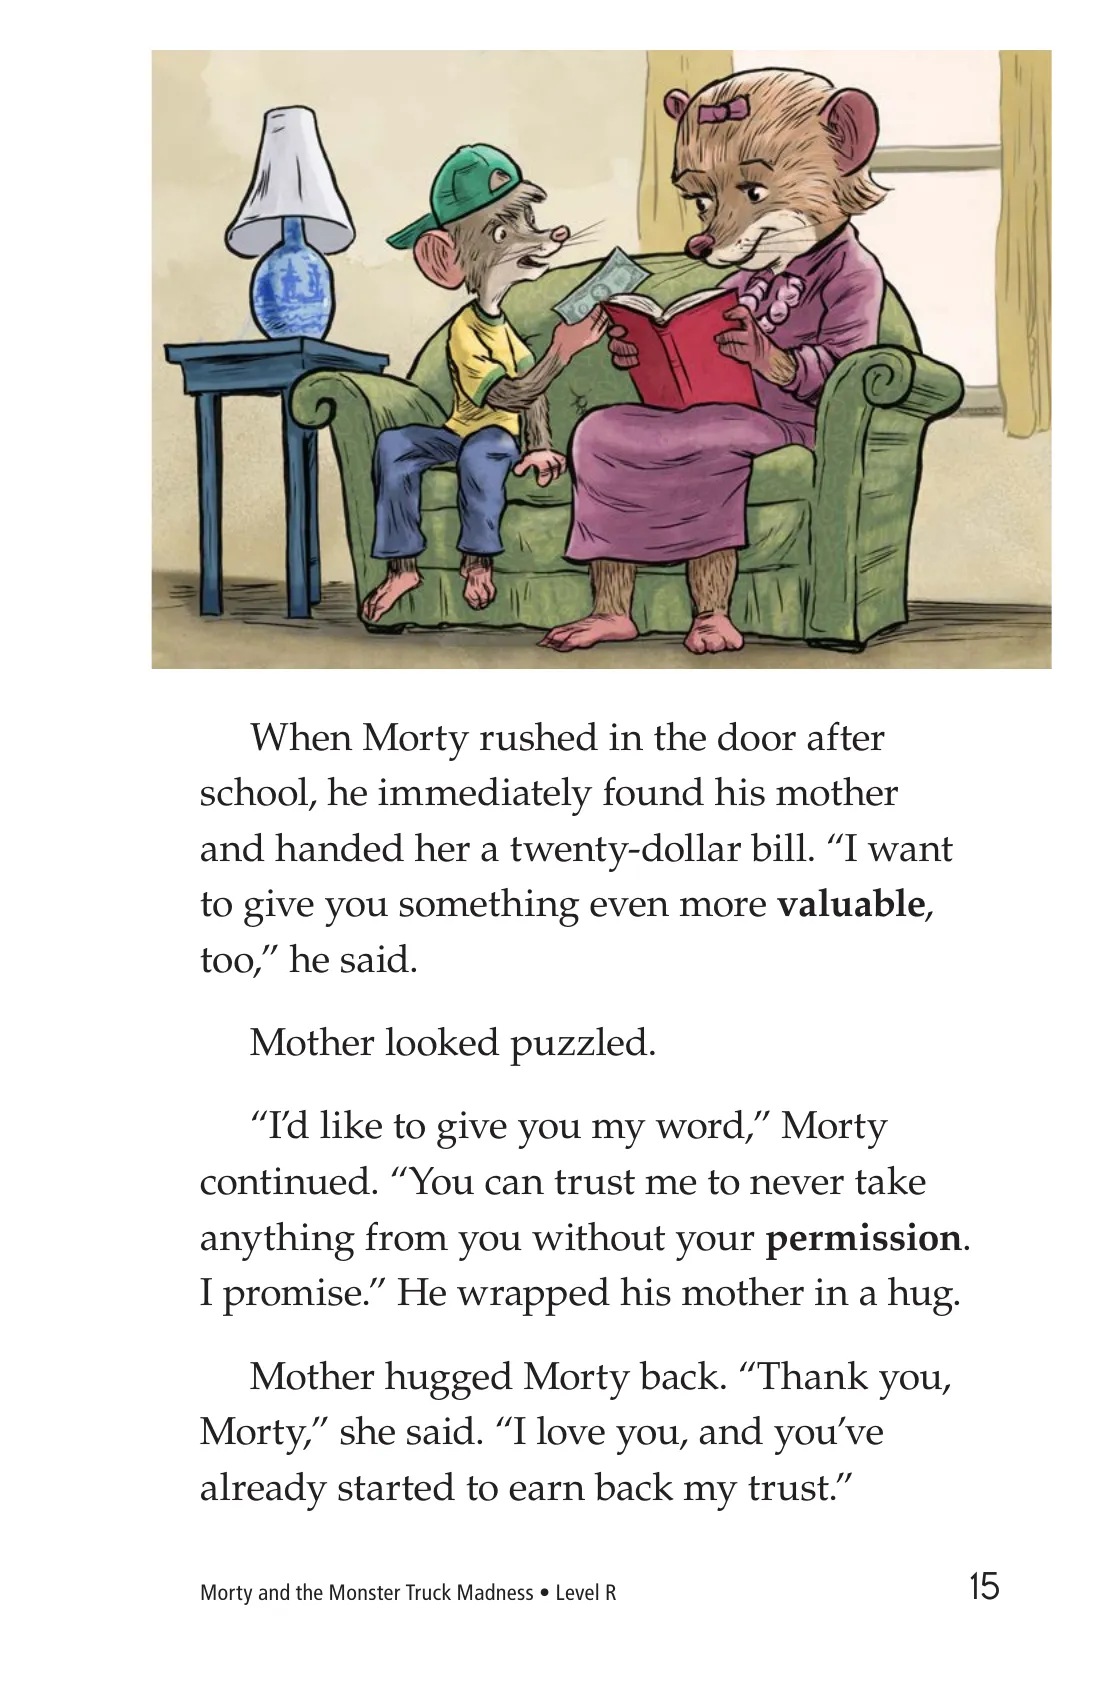 When Morty rushed in the door after
school, he immediately found his mother
and handed her a twenty-dollar bill. “I want
to give you something even more valuable,
too,” he said.
Mother looked puzzled.
“I’d like to give you my word,” Morty
continued. “You can trust me to never take
anything from you without your permission.
I promise.” He wrapped his mother in a hug.
Mother hugged Morty back. “Thank you,
Morty,” she said. “I love you, and you’ve
already started to earn back my trust.”
Morty and the Monster Truck Madness • Level R
15